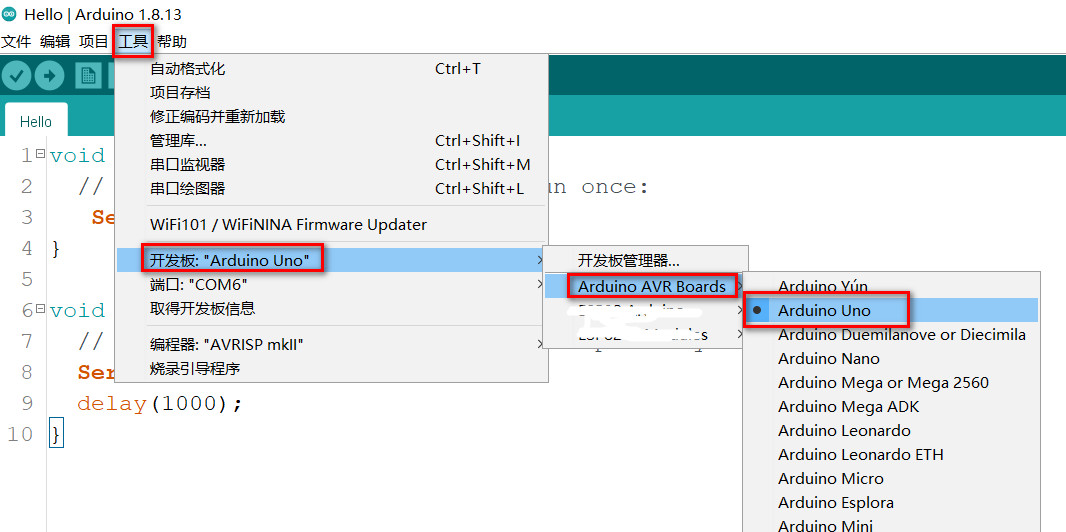 Hello | Arduino 1.8.13
文件 编辑 项目 工具 帮助
Hello
自动格式化 Ctrl+T
项目存档
修正编码并重新加载
管理库... Ctrl+Shift+I
串口监视器 Ctrl+Shift+M
串口绘图器 Ctrl+Shift+L
WiFi101 / WiFiNINA Firmware Updater
开发板: "Arduino Uno"
端口: "COM6"
取得开发板信息
编程器: "AVRISP mkII"
烧录引导程序
开发板管理器...
Arduino AVR Boards
Arduino Yún
Arduino Uno
Arduino Duemilanove or Diecimila
Arduino Nano
Arduino Mega or Mega 2560
Arduino Mega ADK
Arduino Leonardo
Arduino Leonardo ETH
Arduino Micro
Arduino Esplora
Arduino Mini
1 void
2 // once:
3
4 }
5
6 void
7 //
8
9 delay(1000);
10 }